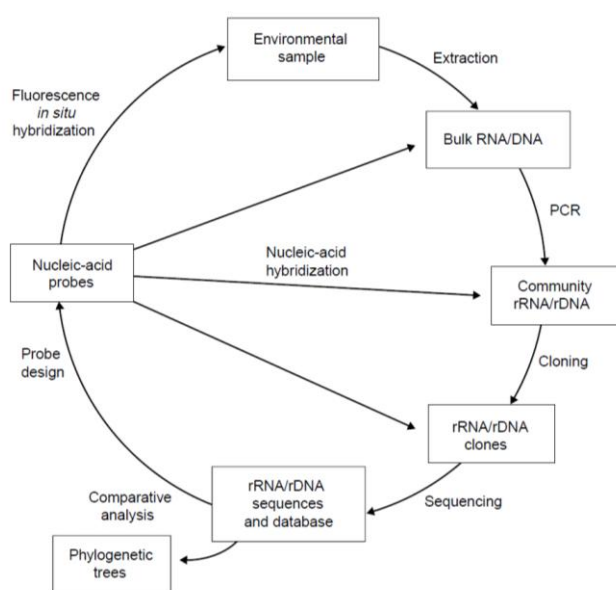 Environmental
sample
Extraction
Fluorescence
in situ
hybridization
Bulk RNA/DNA
PCR
Nucleic-acid
hybridization
Nucleic-acid
probes
Community
rRNA/rDNA
Probe
design
Cloning
rRNA/rDNA
clones
rRNA/rDNA
sequences
and database
Sequencing
Comparative
analysis
Phylogenetic
trees